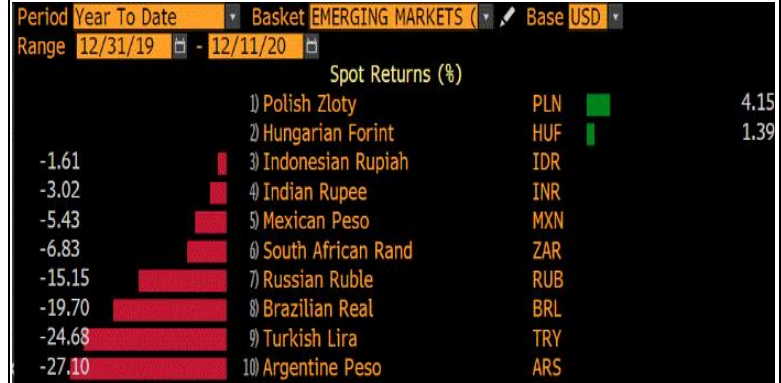 Period Year To Date Basket EMERGING MARKETS ( Base USD
Range 12/31/19 - 12/11/20
Spot Returns (%)
1) Polish Zloty PLN 4.15
2) Hungarian Forint HUF 1.39
-1.61 3) Indonesian Rupiah IDR
-3.02 4) Indian Rupee INR
-5.43 5) Mexican Peso MXN
-6.83 6) South African Rand ZAR
-15.15 7) Russian Ruble RUB
-19.70 8) Brazilian Real BRL
-24.68 9) Turkish Lira TRY
-27.10 10) Argentine Peso ARS